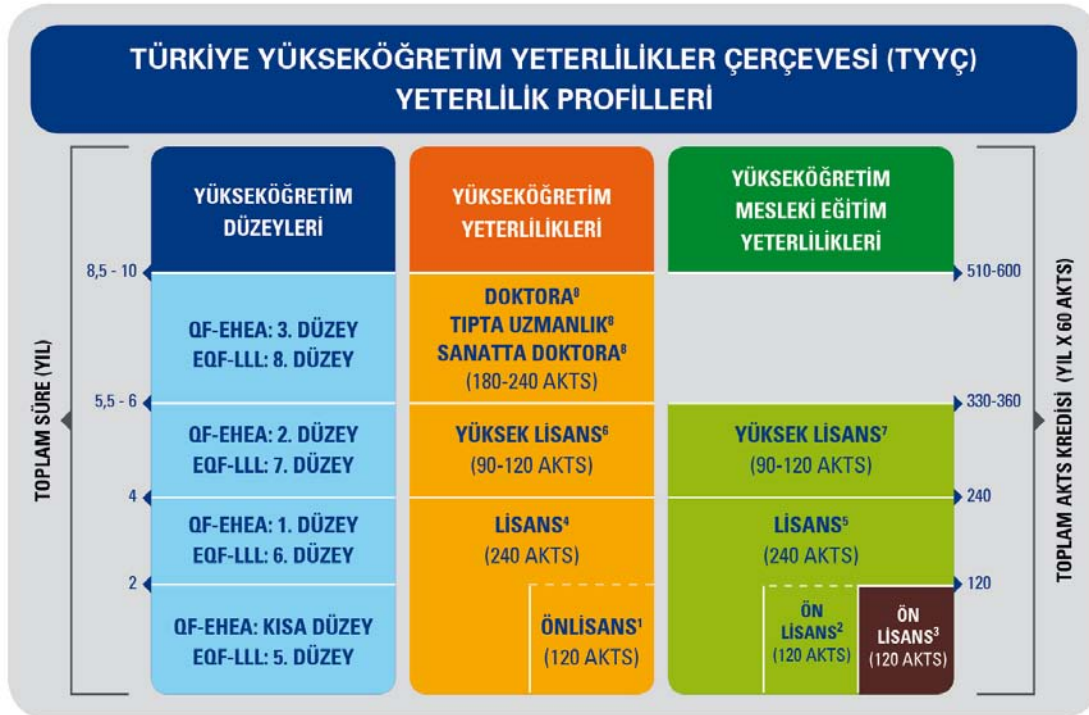 TÜRKİYE YÜKSEKÖĞRETİM YETERLİLİKLER ÇERÇEVESİ (TYYÇ)
YETERLİLİK PROFİLLERİ
TOPLAM SÜRE (YIL)
8,5 - 10
5,5 - 6
4
2
YÜKSEKÖĞRETİM
DÜZEYLERİ
QF-EHEA: 3. DÜZEY
EQF-LLL: 8. DÜZEY
QF-EHEA: 2. DÜZEY
EQF-LLL: 7. DÜZEY
QF-EHEA: 1. DÜZEY
EQF-LLL: 6. DÜZEY
QF-EHEA: KISA DÜZEY
EQF-LLL: 5. DÜZEY
YÜKSEKÖĞRETİM
YETERLİLİKLERİ
DOKTORA⁸
TIPTA UZMANLIK⁸
SANATTA DOKTORA⁸
(180-240 AKTS)
YÜKSEK LİSANS⁶
(90-120 AKTS)
LİSANS⁴
(240 AKTS)
ÖNLİSANS¹
(120 AKTS)
YÜKSEKÖĞRETİM
MESLEKİ EĞİTİM
YETERLİLİKLERİ
YÜKSEK LİSANS⁷
(90-120 AKTS)
LİSANS⁵
(240 AKTS)
ÖN
LİSANS²
(120 AKTS)
ÖN
LİSANS³
(120 AKTS)
510-600
330-360
240
120
TOPLAM AKTS KREDİSİ (YIL X 60 AKTS)